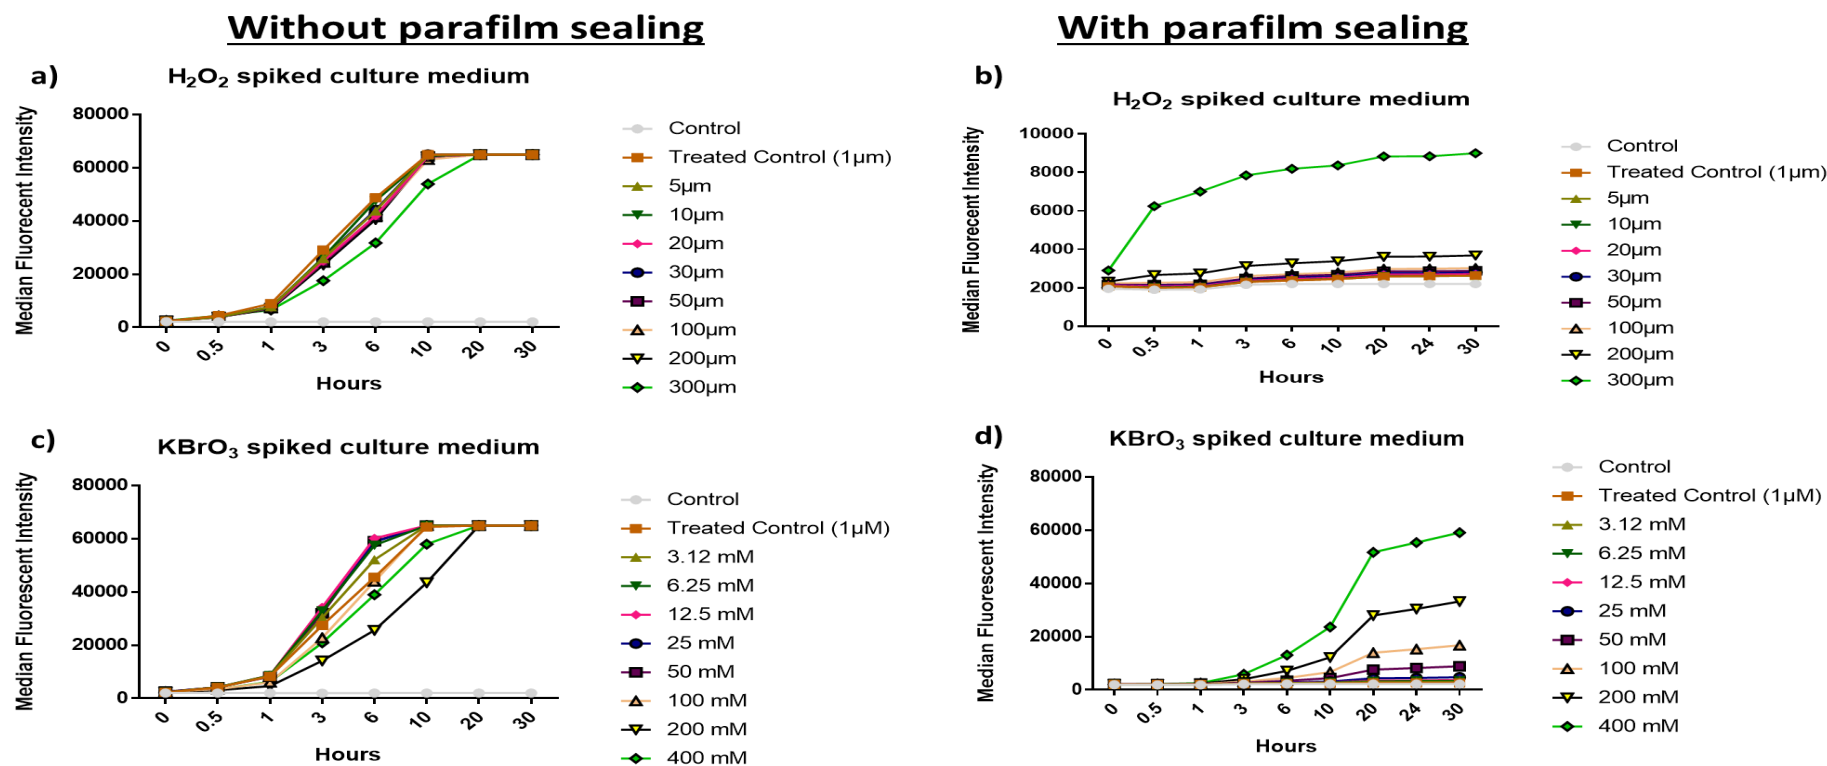 Without parafilm sealing
With parafilm sealing
a)
H₂O₂ spiked culture medium
Median Fluorecent Intensity
80000
60000
40000
20000
0
0
0.5
1
3
6
10
20
30
Hours
Control
Treated Control (1µm)
5µm
10µm
20µm
30µm
50µm
100µm
200µm
300µm
b)
H₂O₂ spiked culture medium
Median Fluorecent Intensity
10000
8000
6000
4000
2000
0
0
0.5
1
3
6
10
20
24
30
Hours
Control
Treated Control (1µm)
5µm
10µm
20µm
30µm
50µm
100µm
200µm
300µm
c)
KBrO₃ spiked culture medium
Median Fluorescent Intensity
80000
60000
40000
20000
0
0
0.5
1
3
6
10
20
30
Hours
Control
Treated Control (1µM)
3.12 mM
6.25 mM
12.5 mM
25 mM
50 mM
100 mM
200 mM
400 mM
d)
KBrO₃ spiked culture medium
Median Fluorescent Intensity
80000
60000
40000
20000
0
0
0.5
1
3
6
10
20
24
30
Hours
Control
Treated Control (1µM)
3.12 mM
6.25 mM
12.5 mM
25 mM
50 mM
100 mM
200 mM
400 mM